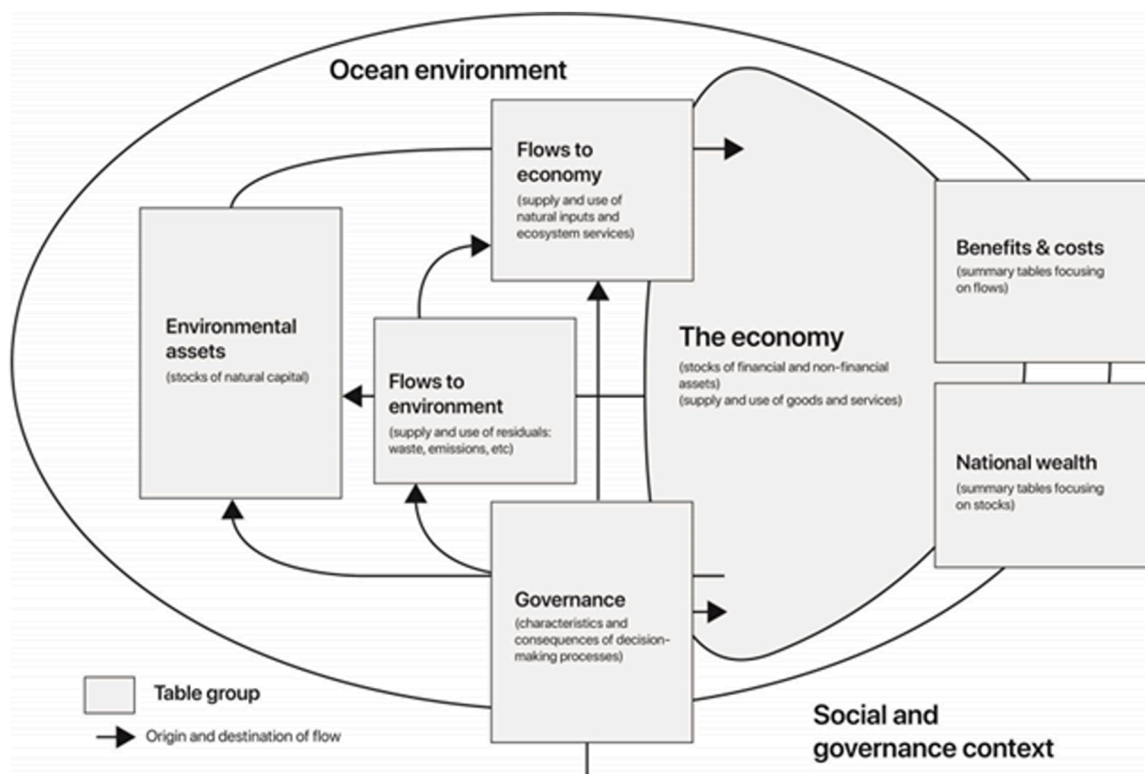 Ocean environment
Flows to
economy
(supply and use of
natural inputs and
ecosystem services)
Environmental
assets
(stocks of natural capital)
Flows to
environment
(supply and use of residuals:
waste, emissions, etc)
The economy
(stocks of financial and non-financial
assets)
(supply and use of goods and services)
Benefits & costs
(summary tables focusing
on flows)
National wealth
(summary tables focusing
on stocks)
Governance
(characteristics and
consequences of decision-
making processes)
Table group
Origin and destination of flow
Social and
governance context